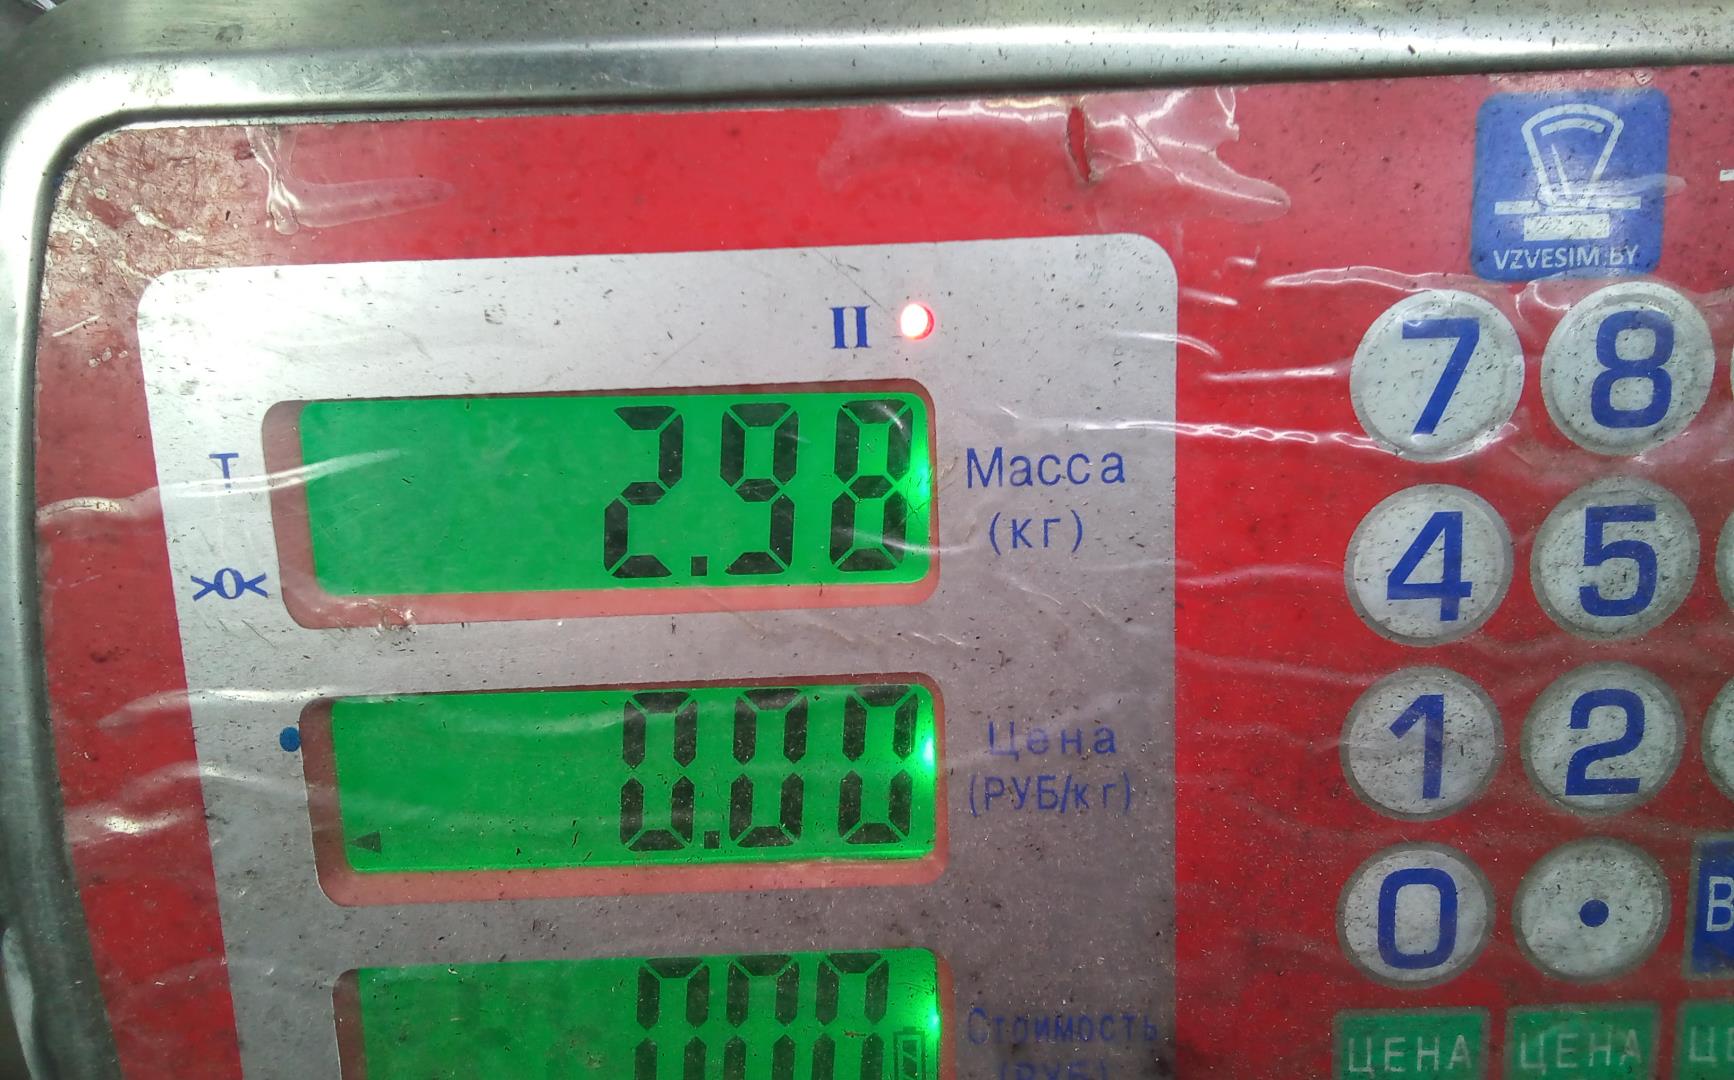 VZVESIM.BY
II
T
2.98
Масса
(кг)
>0<
7
8
4
5
0.00
Цена
(РУБ/кг)
1
2
0
.
Стоимость
(РУБ)
ЦЕНА
ЦЕНА